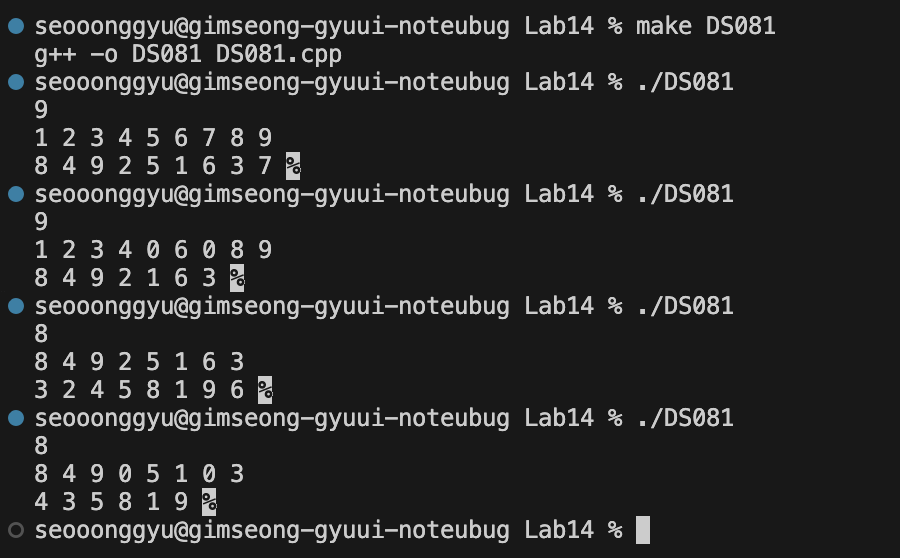 seooonggyu@gimseong-gyuui-noteubug Lab14 % make DS081
g++ -o DS081 DS081.cpp
seooonggyu@gimseong-gyuui-noteubug Lab14 % ./DS081
9
1 2 3 4 5 6 7 8 9
8 4 9 2 5 1 6 3 7 %
seooonggyu@gimseong-gyuui-noteubug Lab14 % ./DS081
9
1 2 3 4 0 6 0 8 9
8 4 9 2 1 6 3 %
seooonggyu@gimseong-gyuui-noteubug Lab14 % ./DS081
8
8 4 9 2 5 1 6 3
3 2 4 5 8 1 9 6 %
seooonggyu@gimseong-gyuui-noteubug Lab14 % ./DS081
8
8 4 9 0 5 1 0 3
4 3 5 8 1 9 %
seooonggyu@gimseong-gyuui-noteubug Lab14 %